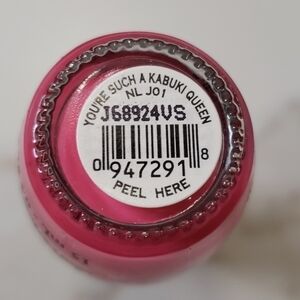 YOU'RE SUCH A KABUKI QUEEN
NL J01
J68924VS
0 947291 8
PEEL HERE